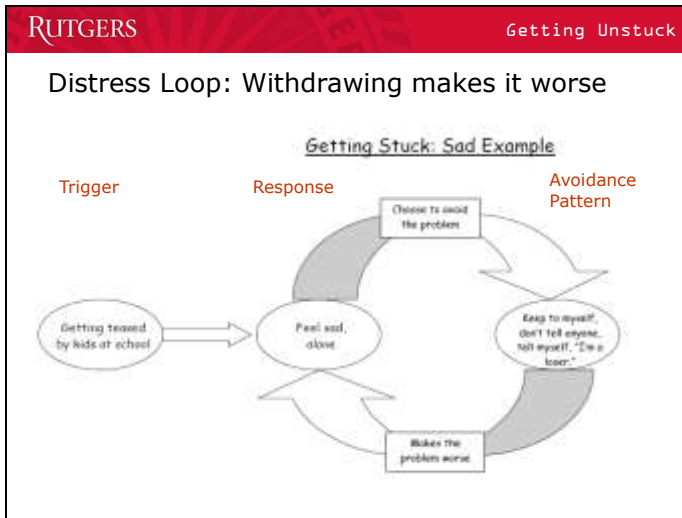 RUTGERS
Getting Unstuck
Distress Loop: Withdrawing makes it worse
Getting Stuck: Sad Example
Trigger
Response
Avoidance
Pattern
Choose to avoid
the problem
Getting teased
by kids at school
Feel sad,
alone
Keep to myself,
don't tell anyone,
tell myself, "I'm a
loser."
Makes the
problem worse